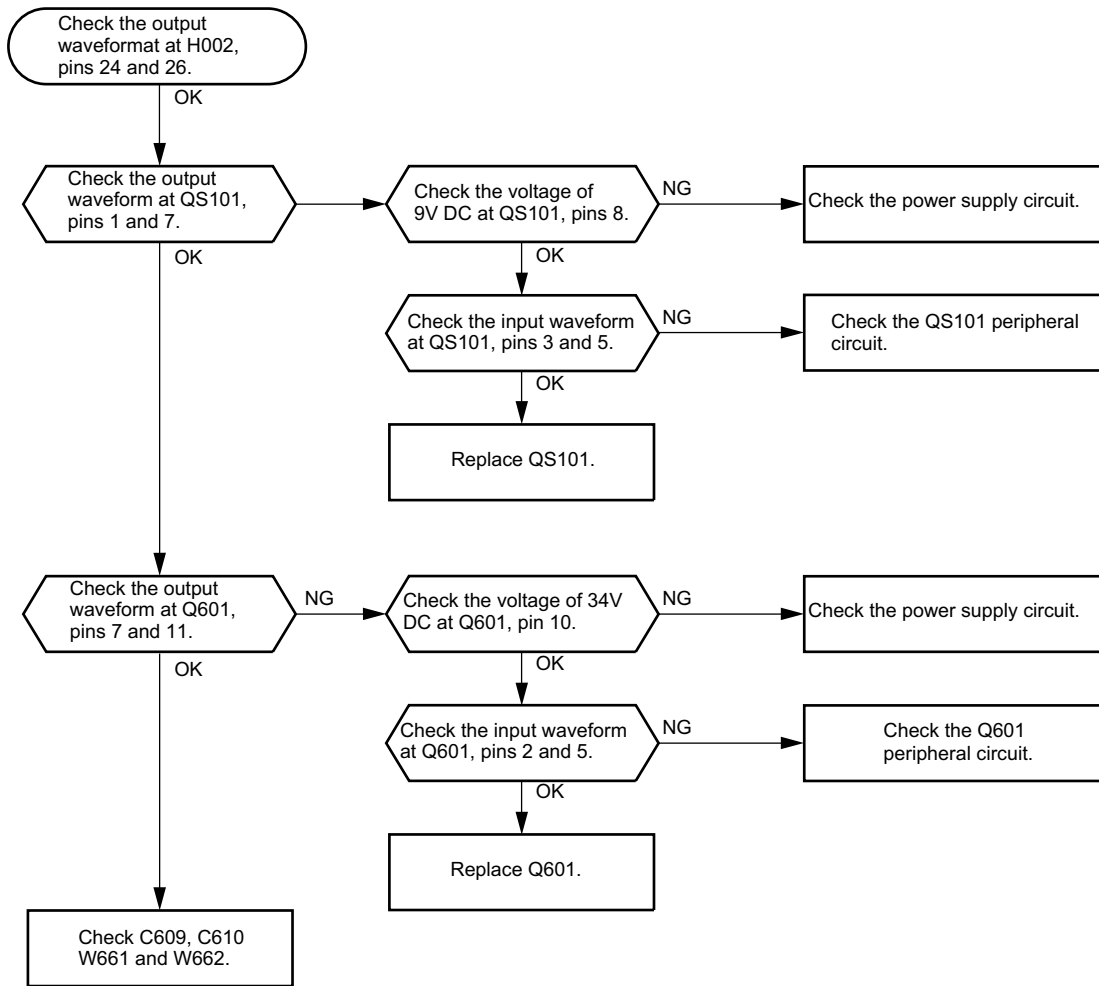 Check the output
waveformat at H002,
pins 24 and 26.
OK
Check the output
waveform at QS101,
pins 1 and 7.
OK
Check the voltage of
9V DC at QS101, pins 8.
NG
Check the power supply circuit.
OK
Check the input waveform
at QS101, pins 3 and 5.
NG
Check the QS101 peripheral
circuit.
OK
Replace QS101.
Check the output
waveform at Q601,
pins 7 and 11.
NG
OK
Check the voltage of 34V
DC at Q601, pin 10.
NG
Check the power supply circuit.
OK
Check the input waveform
at Q601, pins 2 and 5.
NG
Check the Q601
peripheral circuit.
OK
Replace Q601.
Check C609, C610
W661 and W662.